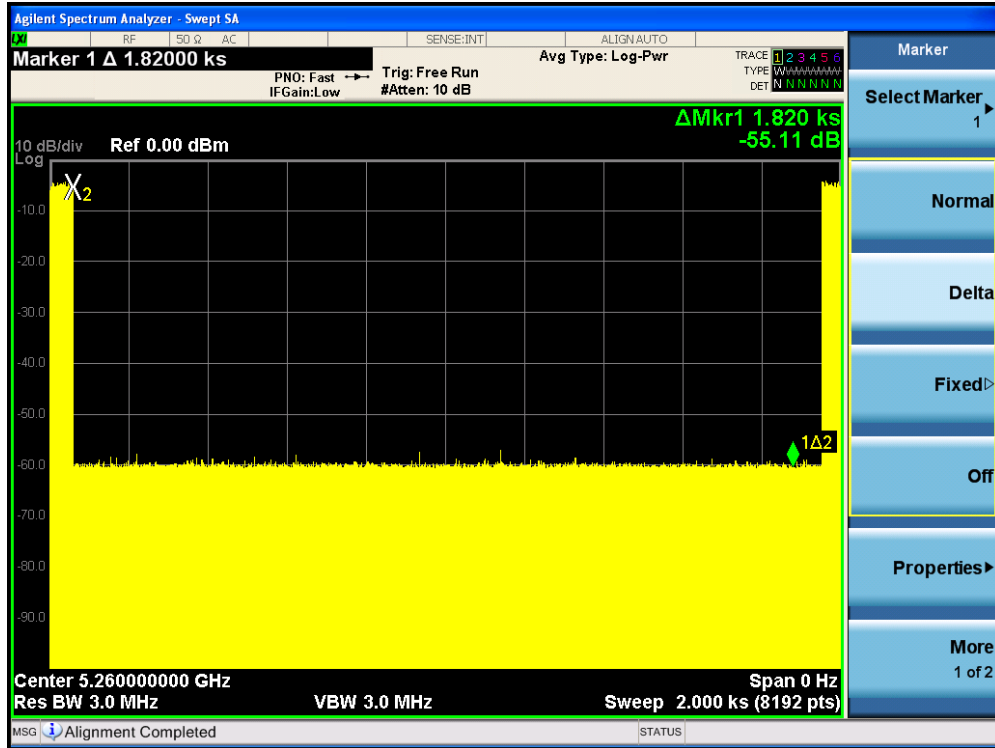 Agilent Spectrum Analyzer - Swept SA
LXI RF 50 Ω AC SENSE:INT ALIGNAUTO
Marker 1 Δ 1.82000 ks
PNO: Fast
IFGain:Low
Trig: Free Run
#Atten: 10 dB
Avg Type: Log-Pwr
TRACE 1 2 3 4 5 6
TYPE WWWWWW
DET N N N N N N
ΔMkr1 1.820 ks
-55.11 dB
10 dB/div Ref 0.00 dBm
Log
X2
-10.0
-20.0
-30.0
-40.0
-50.0
1Δ2
-60.0
-70.0
-80.0
-90.0
Center 5.260000000 GHz Span 0 Hz
Res BW 3.0 MHz VBW 3.0 MHz Sweep 2.000 ks (8192 pts)
MSG Alignment Completed STATUS
Marker
Select Marker
1
Normal
Delta
Fixed
Off
Properties
More
1 of 2